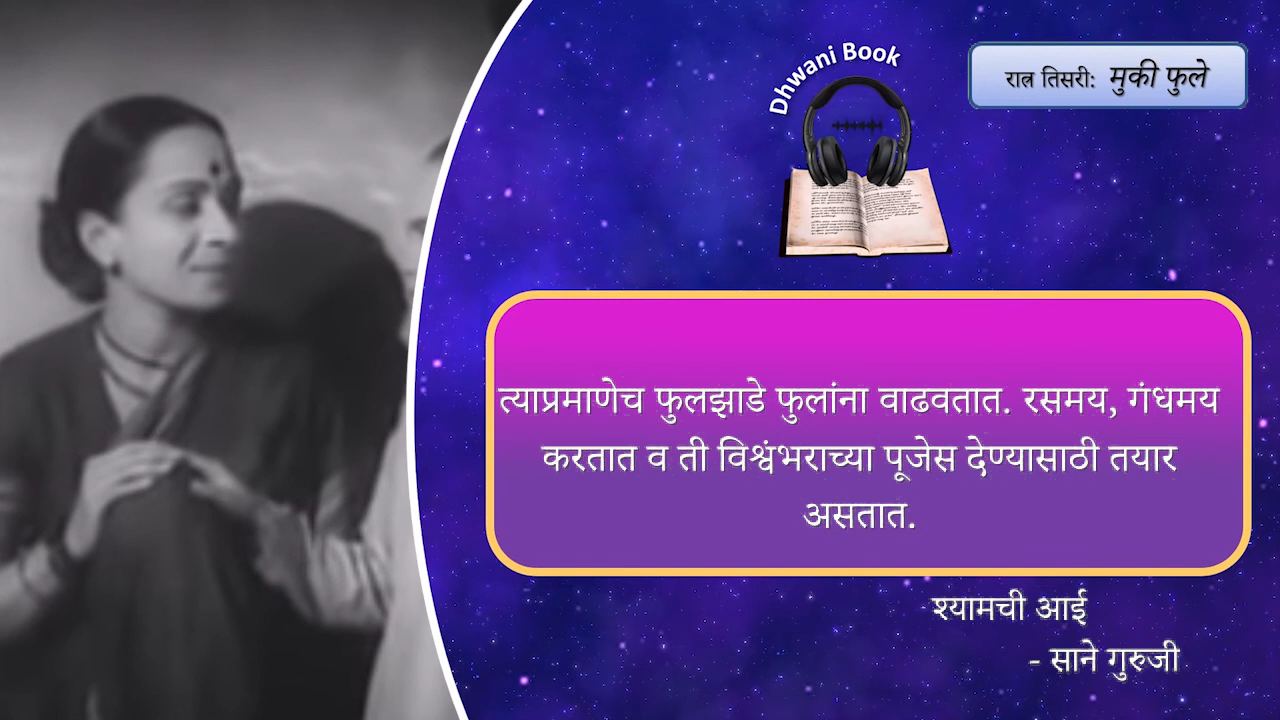 Dhwani Book
रात्र तिसरी: मुकी फुले
त्याप्रमाणेच फुलझाडे फुलांना वाढवतात. रसमय, गंधमय
करतात व ती विश्वंभराच्या पूजेस देण्यासाठी तयार
असतात.
श्यामची आई
- साने गुरुजी